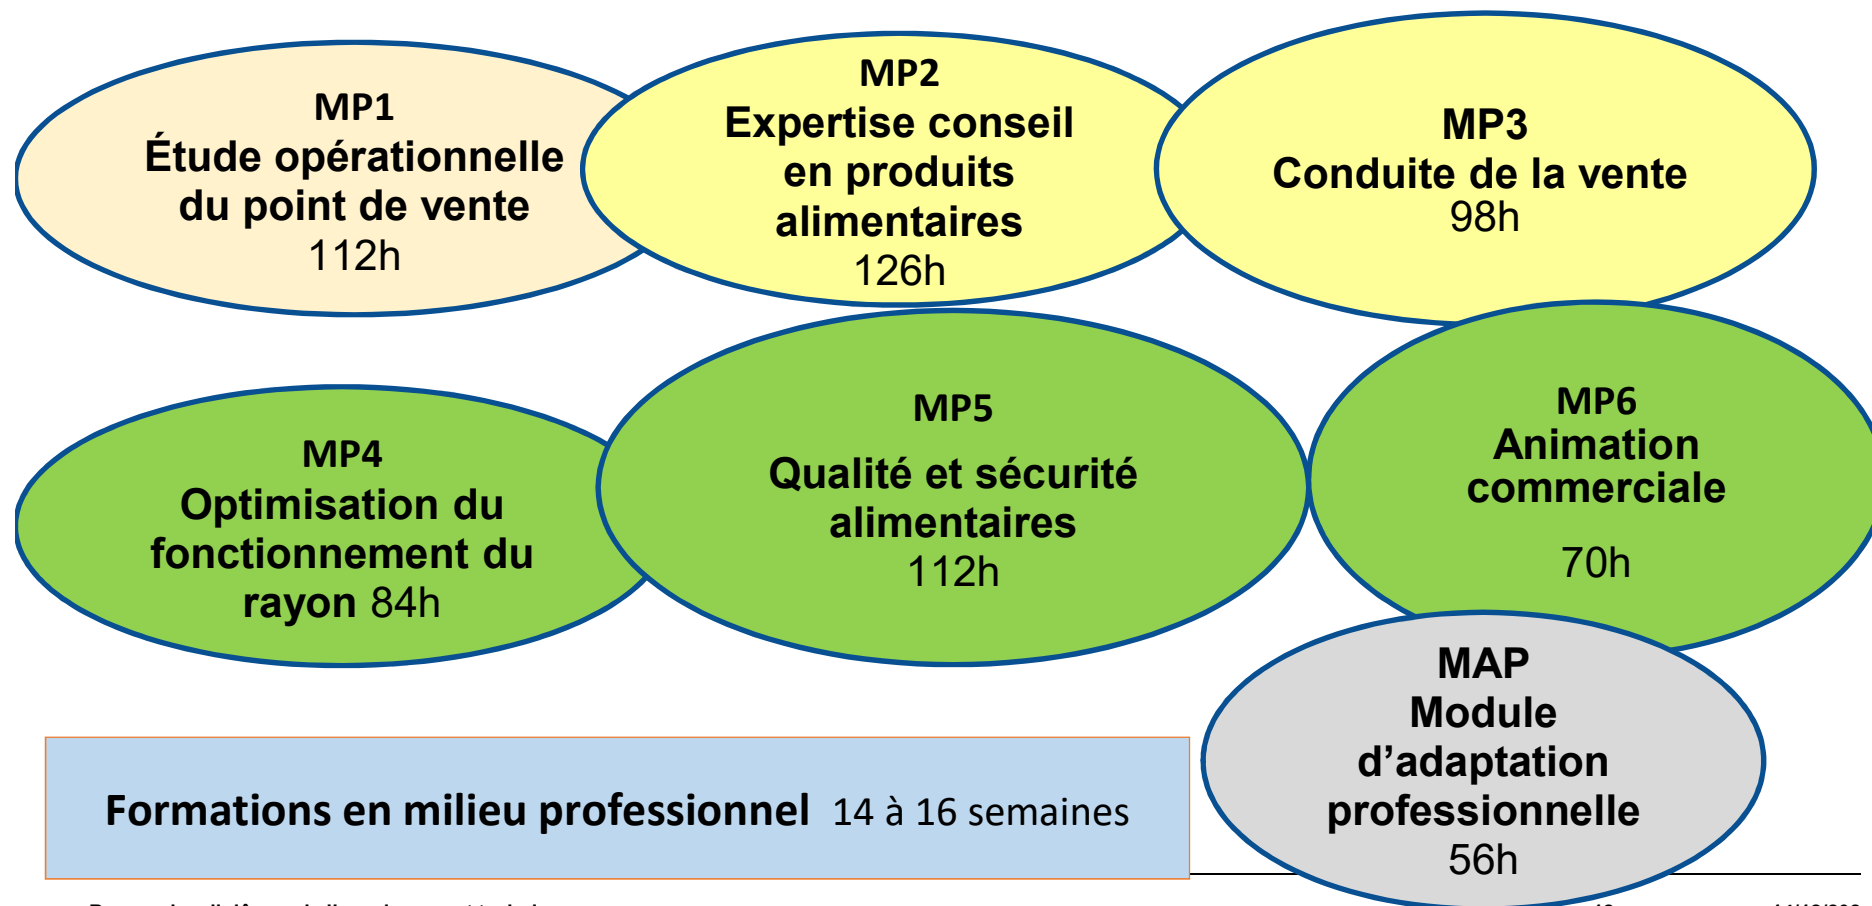 MP1
Étude opérationnelle
du point de vente
112h
MP2
Expertise conseil
en produits
alimentaires
126h
MP3
Conduite de la vente
98h
MP4
Optimisation du
fonctionnement du
rayon 84h
MP5
Qualité et sécurité
alimentaires
112h
MP6
Animation
commerciale
70h
MAP
Module
d’adaptation
professionnelle
56h
Formations en milieu professionnel 14 à 16 semaines